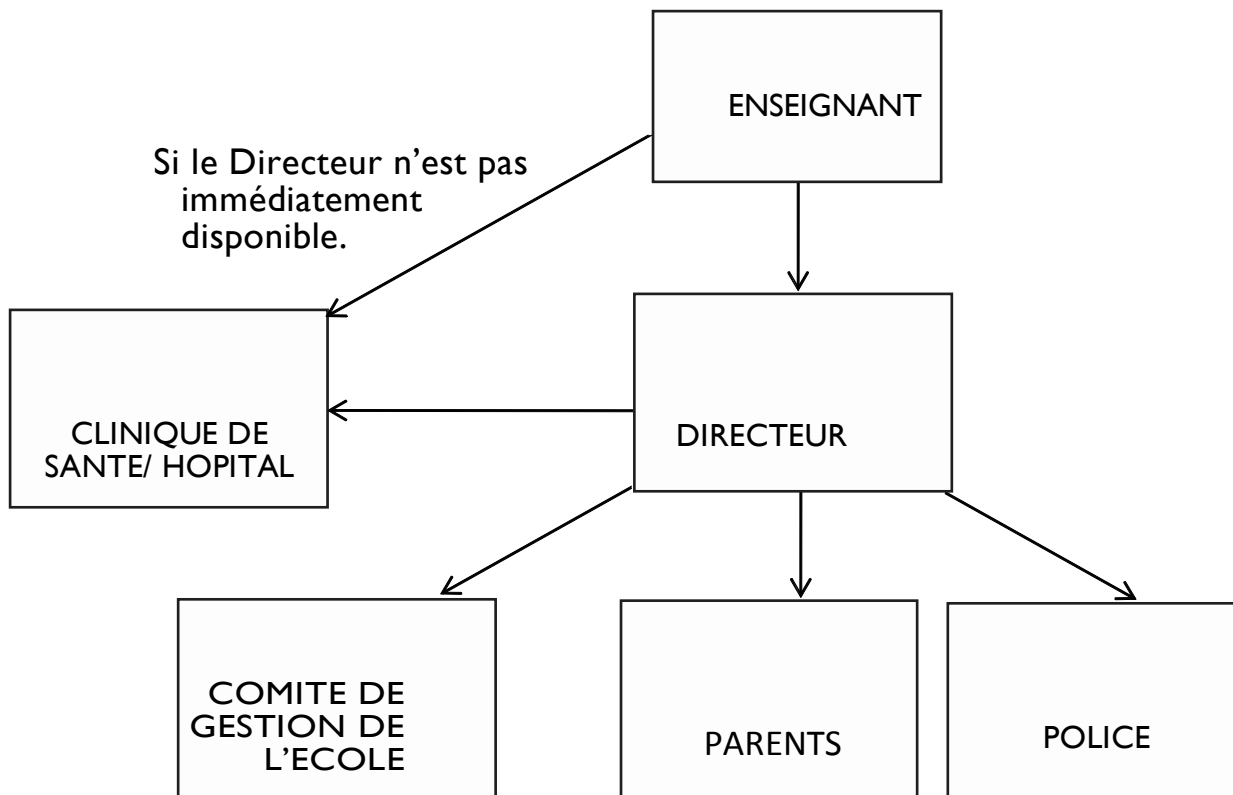 ENSEIGNANT
Si le Directeur n’est pas
immédiatement
disponible.
CLINIQUE DE
SANTE/ HOPITAL
DIRECTEUR
COMITE DE
GESTION DE
L’ECOLE
PARENTS
POLICE